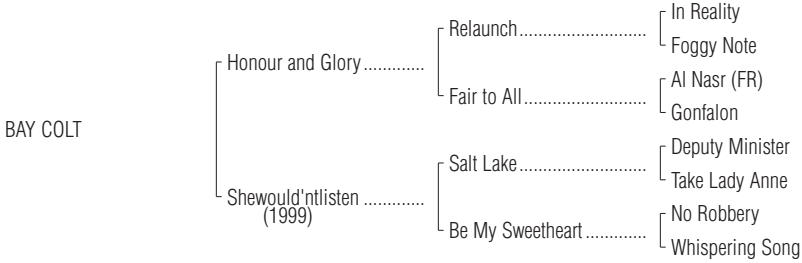 In Reality
Relaunch..........................
Foggy Note
Honour and Glory.............
Al Nasr (FR)
Fair to All..........................
Gonfalon
BAY COLT
Deputy Minister
Salt Lake..........................
Take Lady Anne
Shewould'ntlisten .............
(1999)
No Robbery
Be My Sweetheart.............
Whispering Song